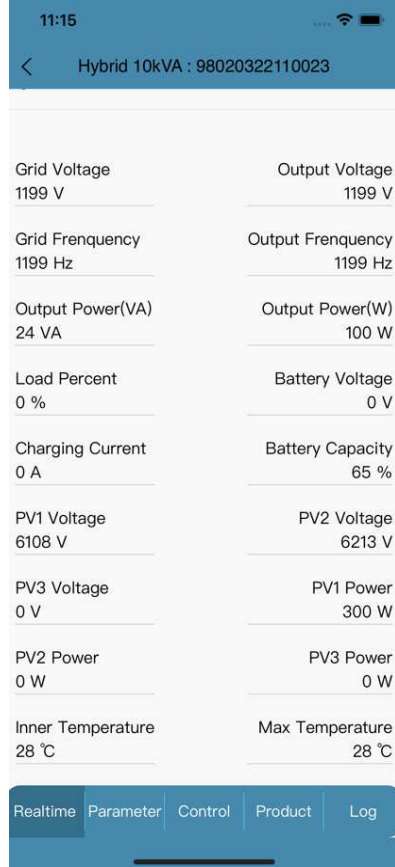 11:15
Hybrid 10kVA : 98020322110023
Grid Voltage Output Voltage
1199 V 1199 V
Grid Frenquency Output Frenquency
1199 Hz 1199 Hz
Output Power(VA) Output Power(W)
24 VA 100 W
Load Percent Battery Voltage
0 % 0 V
Charging Current Battery Capacity
0 A 65 %
PV1 Voltage PV2 Voltage
6108 V 6213 V
PV3 Voltage PV1 Power
0 V 300 W
PV2 Power PV3 Power
0 W 0 W
Inner Temperature Max Temperature
28 ℃ 28 ℃
Realtime Parameter Control Product Log